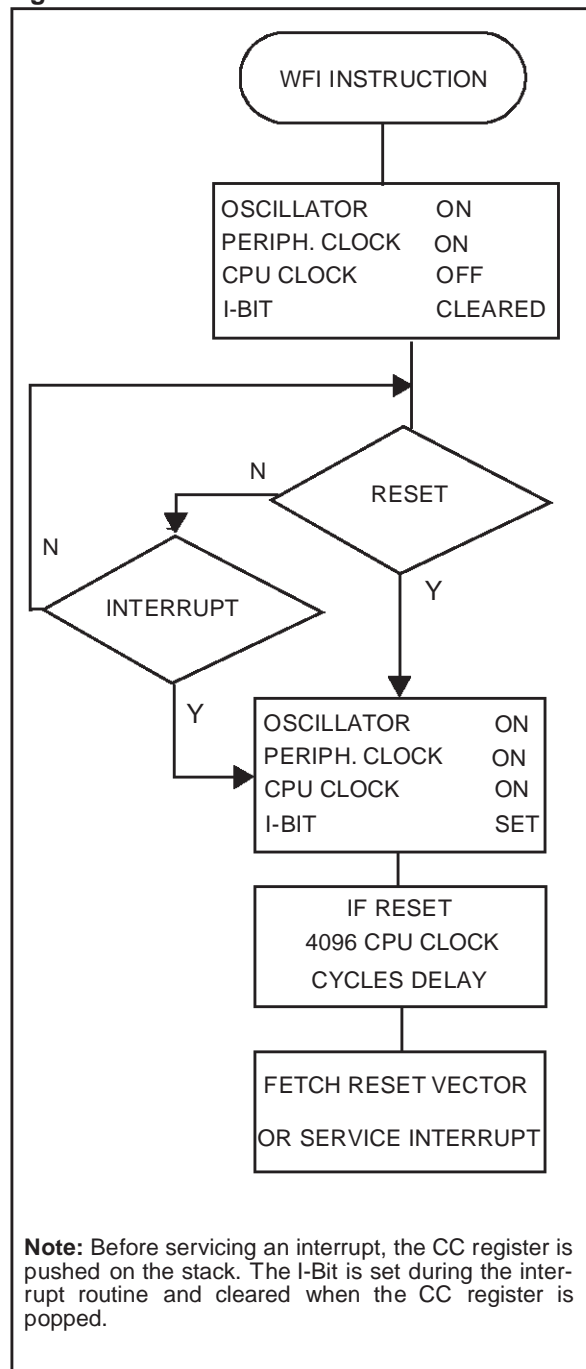 WFI INSTRUCTION
OSCILLATOR ON
PERIPH. CLOCK ON
CPU CLOCK OFF
I-BIT CLEARED
N
RESET
N
INTERRUPT
Y
Y
OSCILLATOR ON
PERIPH. CLOCK ON
CPU CLOCK ON
I-BIT SET
IF RESET
4096 CPU CLOCK
CYCLES DELAY
FETCH RESET VECTOR
OR SERVICE INTERRUPT
Note: Before servicing an interrupt, the CC register is
pushed on the stack. The I-Bit is set during the inter-
rupt routine and cleared when the CC register is
popped.